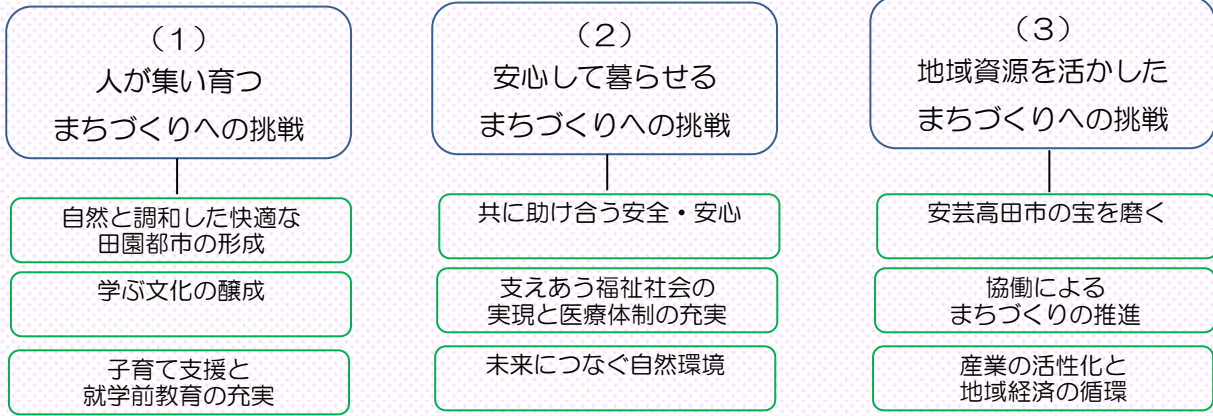 （１）
人が集い育つ
まちづくりへの挑戦
自然と調和した快適な
田園都市の形成
学ぶ文化の醸成
子育て支援と
就学前教育の充実
（２）
安心して暮らせる
まちづくりへの挑戦
共に助け合う安全・安心
支えあう福祉社会の
実現と医療体制の充実
未来につなぐ自然環境
（３）
地域資源を活かした
まちづくりへの挑戦
安芸高田市の宝を磨く
協働による
まちづくりの推進
産業の活性化と
地域経済の循環